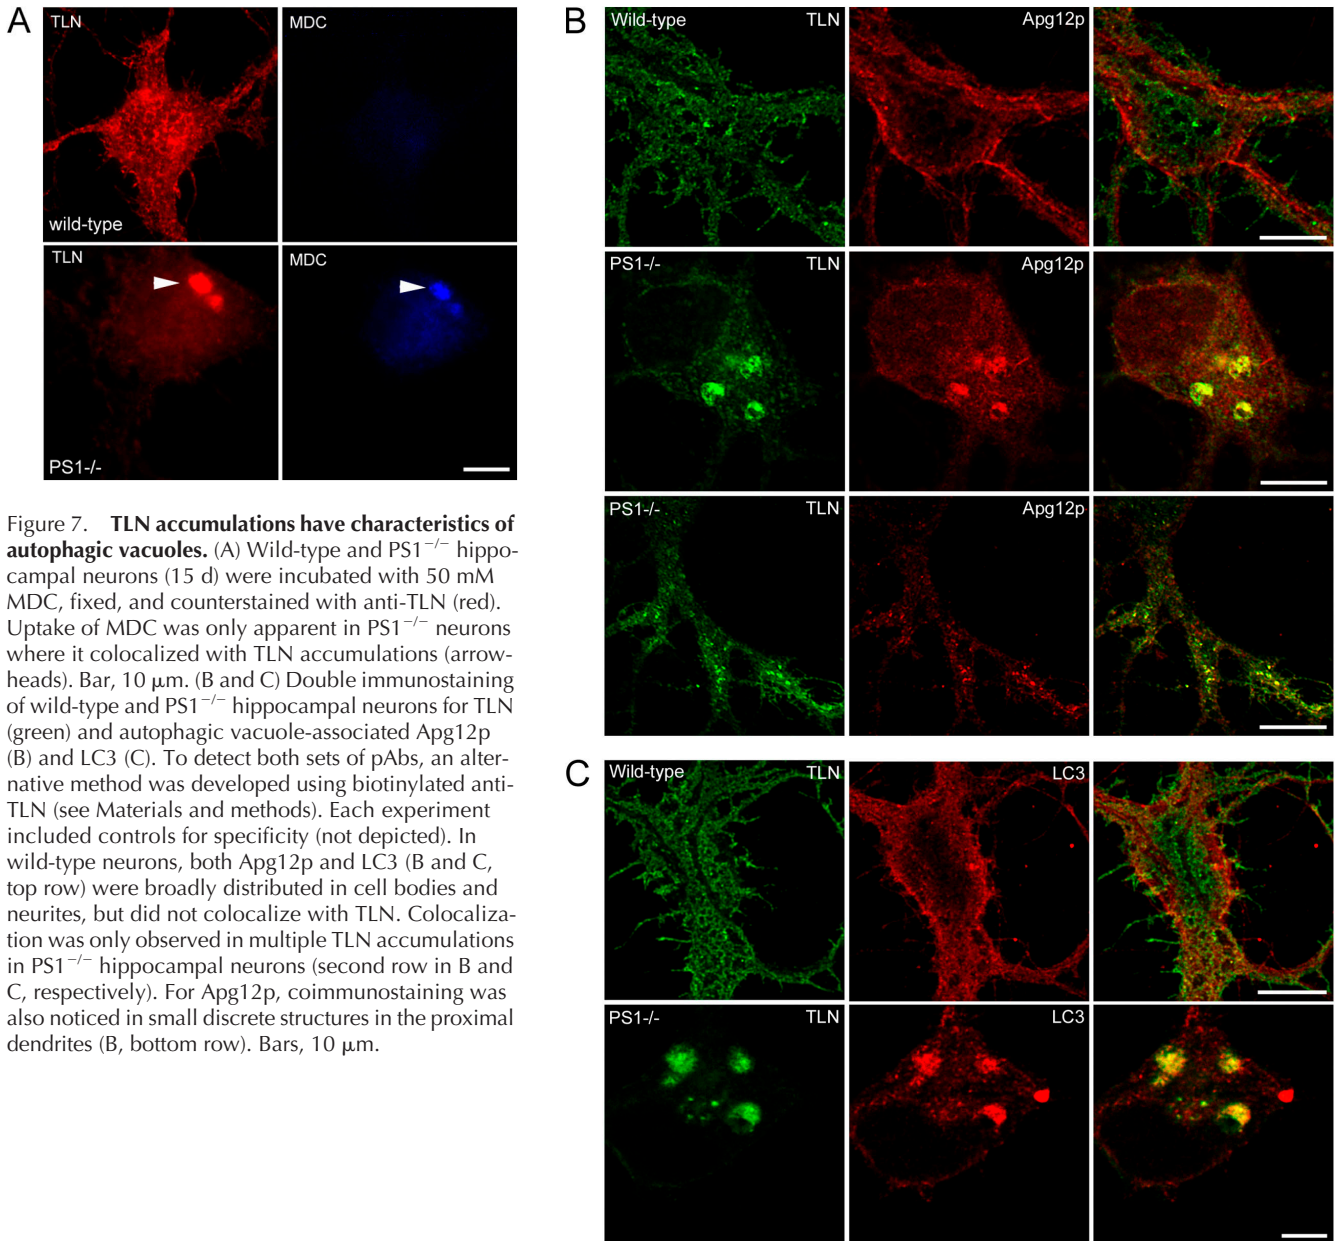 A
TLN
MDC
wild-type
TLN
MDC
PS1-/-
Figure 7. TLN accumulations have characteristics of
autophagic vacuoles. (A) Wild-type and PS1−/− hippo-
campal neurons (15 d) were incubated with 50 mM
MDC, fixed, and counterstained with anti-TLN (red).
Uptake of MDC was only apparent in PS1−/− neurons
where it colocalized with TLN accumulations (arrow-
heads). Bar, 10 μm. (B and C) Double immunostaining
of wild-type and PS1−/− hippocampal neurons for TLN
(green) and autophagic vacuole-associated Apg12p
(B) and LC3 (C). To detect both sets of pAbs, an alter-
native method was developed using biotinylated anti-
TLN (see Materials and methods). Each experiment
included controls for specificity (not depicted). In
wild-type neurons, both Apg12p and LC3 (B and C,
top row) were broadly distributed in cell bodies and
neurites, but did not colocalize with TLN. Colocaliza-
tion was only observed in multiple TLN accumulations
in PS1−/− hippocampal neurons (second row in B and
C, respectively). For Apg12p, coimmunostaining was
also noticed in small discrete structures in the proximal
dendrites (B, bottom row). Bars, 10 μm.
B
Wild-type TLN
Apg12p
PS1-/- TLN
Apg12p
PS1-/- TLN
Apg12p
C
Wild-type TLN
LC3
PS1-/- TLN
LC3